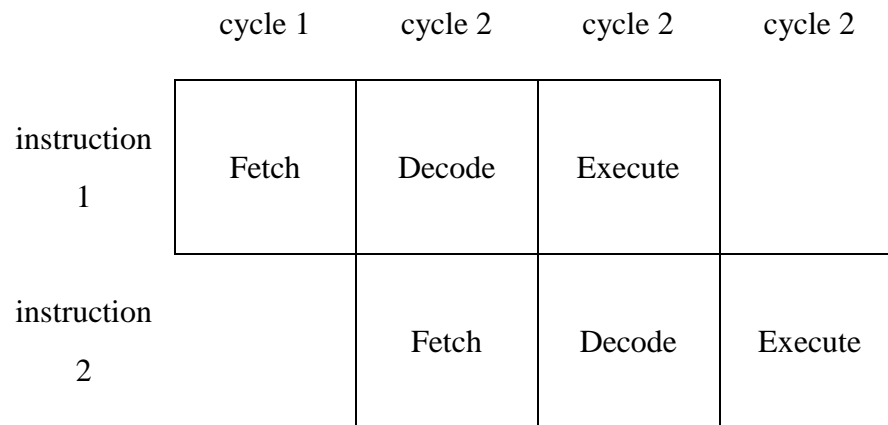 cycle 1 cycle 2 cycle 2 cycle 2
instruction
1
Fetch Decode Execute
instruction
2
Fetch Decode Execute